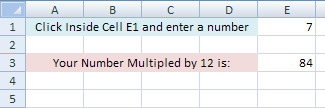 A B C D E
1 Click Inside Cell E1 and enter a number 7
2
3 Your Number Multipled by 12 is: 84
4
5